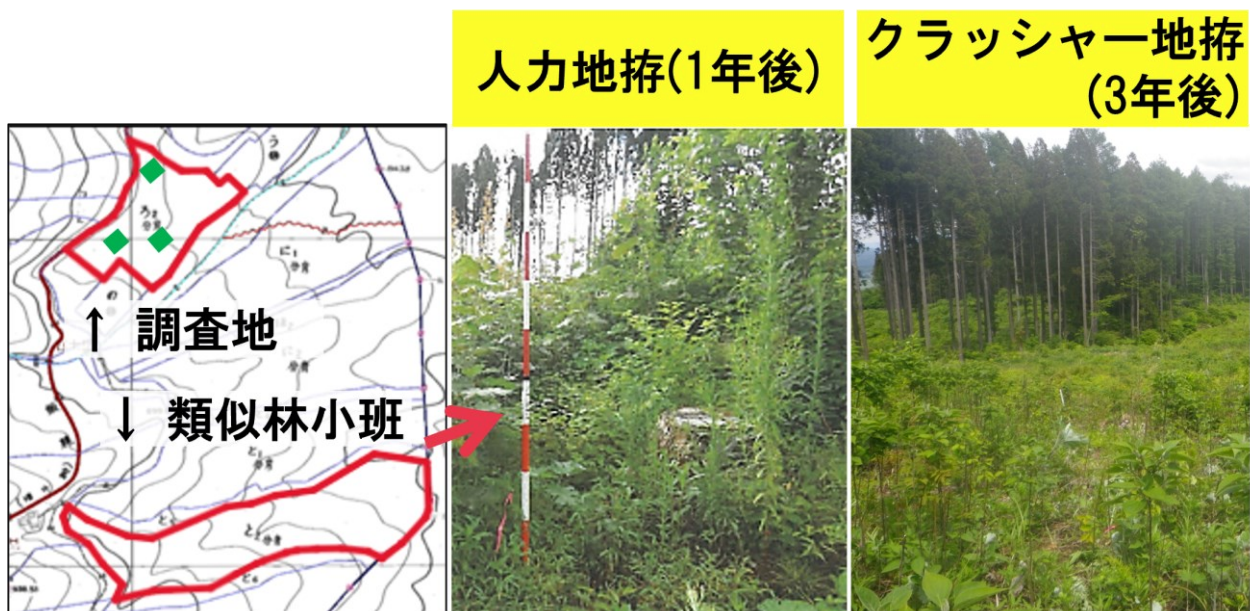 人力地拵(1年後)
クラッシャー地拵
(3年後)
↑ 調査地
↓ 類似林小班